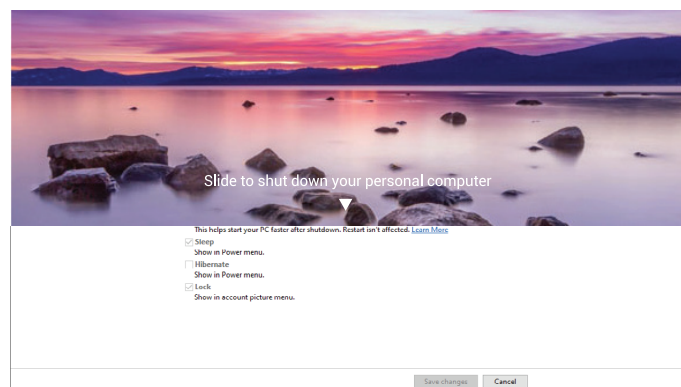 Slide to shut down your personal computer
This helps start your PC faster after shutdown. Restart isn't affected. Learn More
Sleep
Show in Power menu.
Hibernate
Show in Power menu.
Lock
Show in account picture menu.
Save changes Cancel